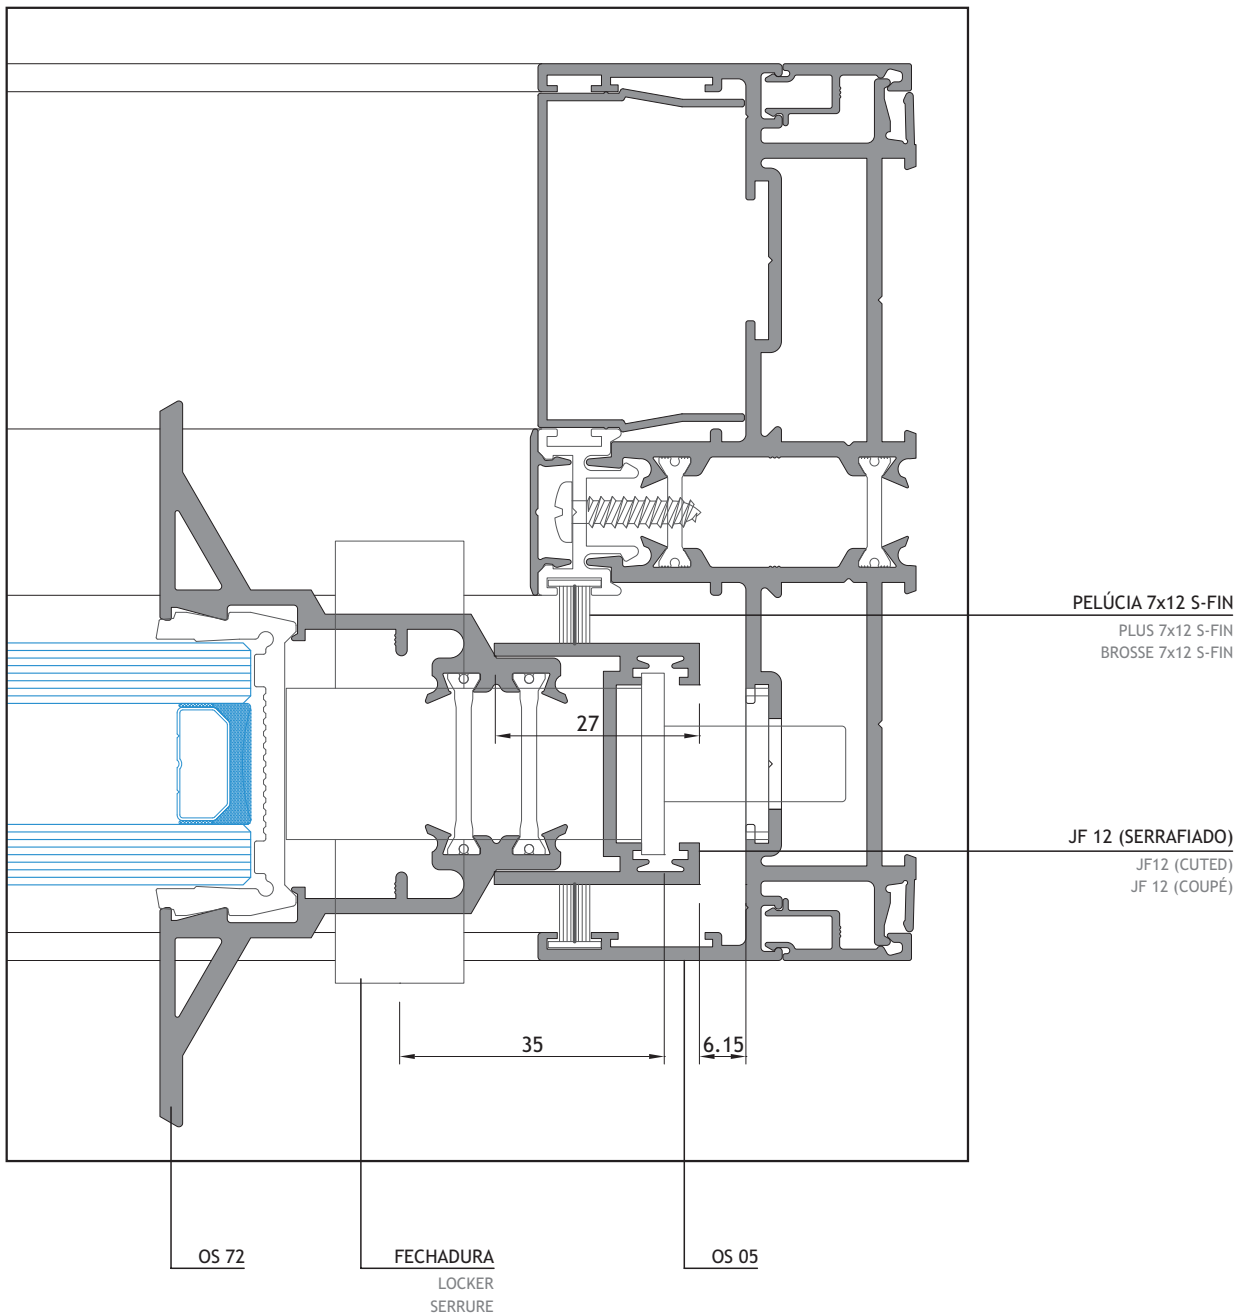 PELÚCIA 7x12 S-FIN
PLUS 7x12 S-FIN
BROSSE 7x12 S-FIN
27
JF 12 (SERRAFIADO)
JF12 (CUTED)
JF 12 (COUPÉ)
35
6.15
OS 72
FECHADURA
LOCKER
SERRURE
OS 05